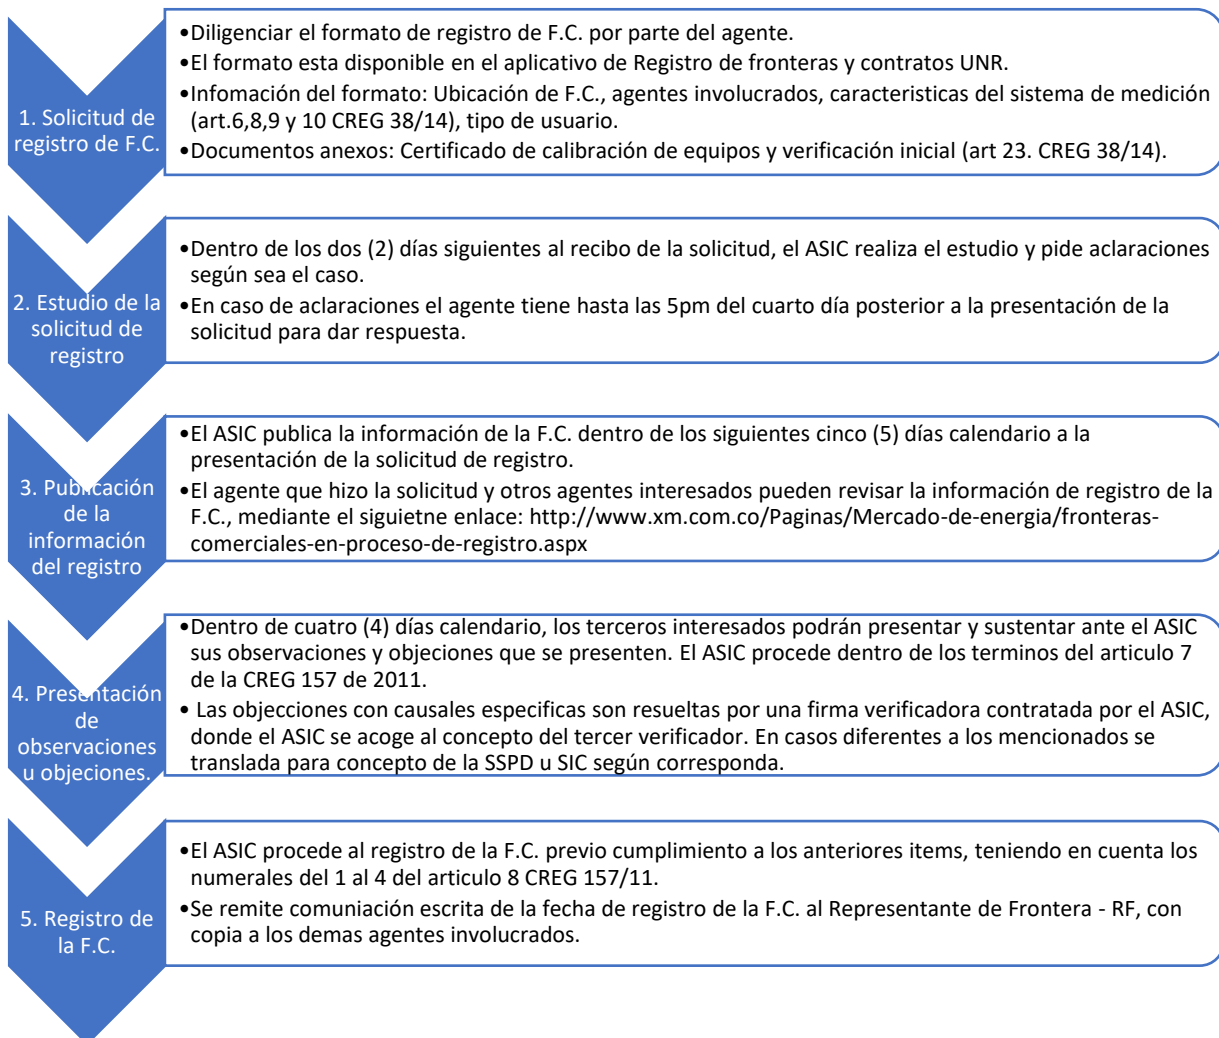 1. Solicitud de
registro de F.C.
•Diligenciar el formato de registro de F.C. por parte del agente.
•El formato esta disponible en el aplicativo de Registro de fronteras y contratos UNR.
•Infomación del formato: Ubicación de F.C., agentes involucrados, caracteristicas del sistema de medición
(art.6,8,9 y 10 CREG 38/14), tipo de usuario.
•Documentos anexos: Certificado de calibración de equipos y verificación inicial (art 23. CREG 38/14).
2. Estudio de la
solicitud de
registro
•Dentro de los dos (2) días siguientes al recibo de la solicitud, el ASIC realiza el estudio y pide aclaraciones
según sea el caso.
•En caso de aclaraciones el agente tiene hasta las 5pm del cuarto día posterior a la presentación de la
solicitud para dar respuesta.
3. Publicación
de la
información
del registro
•El ASIC publica la información de la F.C. dentro de los siguientes cinco (5) días calendario a la
presentación de la solicitud de registro.
•El agente que hizo la solicitud y otros agentes interesados pueden revisar la información de registro de la
F.C., mediante el siguietne enlace: http://www.xm.com.co/Paginas/Mercado-de-energia/fronteras-
comerciales-en-proceso-de-registro.aspx
4. Presentación
de
observaciones
u objeciones.
•Dentro de cuatro (4) días calendario, los terceros interesados podrán presentar y sustentar ante el ASIC
sus observaciones y objeciones que se presenten. El ASIC procede dentro de los terminos del articulo 7
de la CREG 157 de 2011.
• Las objecciones con causales especificas son resueltas por una firma verificadora contratada por el ASIC,
donde el ASIC se acoge al concepto del tercer verificador. En casos diferentes a los mencionados se
translada para concepto de la SSPD u SIC según corresponda.
5. Registro de
la F.C.
•El ASIC procede al registro de la F.C. previo cumplimiento a los anteriores items, teniendo en cuenta los
numerales del 1 al 4 del articulo 8 CREG 157/11.
•Se remite comuniación escrita de la fecha de registro de la F.C. al Representante de Frontera - RF, con
copia a los demas agentes involucrados.